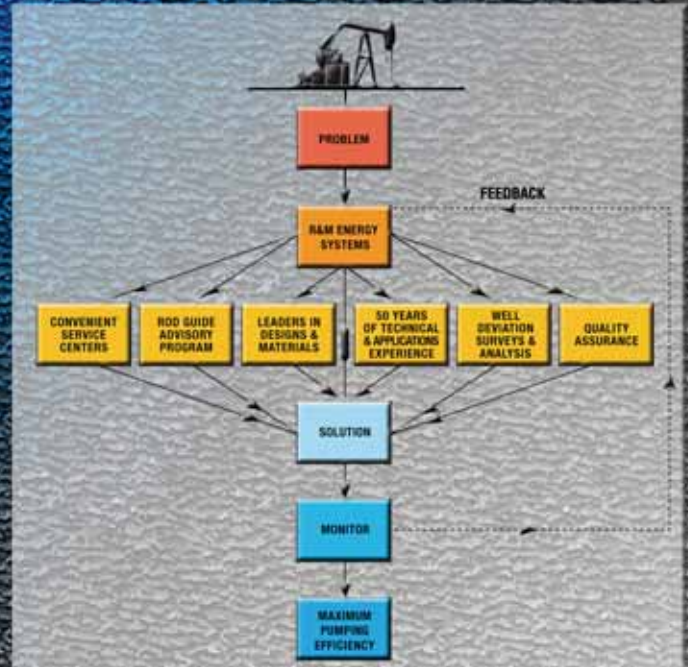 PROBLEM
FEEDBACK
R&M ENERGY
SYSTEMS
CONVENIENT
SERVICE
CENTERS
ROD GUIDE
ADVISORY
PROGRAM
LEADERS IN
DESIGNS &
MATERIALS
50 YEARS
OF TECHNICAL
& APPLICATIONS
EXPERIENCE
WELL
DEVIATION
SURVEYS &
ANALYSIS
QUALITY
ASSURANCE
SOLUTION
MONITOR
MAXIMUM
PUMPING
EFFICIENCY